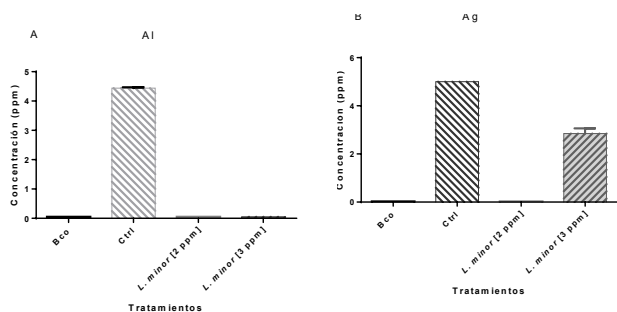 A Al
Concentración (ppm)
5
4
3
2
1
0
Bco
Ctrl
L. minor [2 ppm]
L. minor [3 ppm]
Tratamientos
B Ag
Concentración (ppm)
6
4
2
0
Bco
Ctrl
L. minor [2 ppm]
L. minor [3 ppm]
Tratamientos